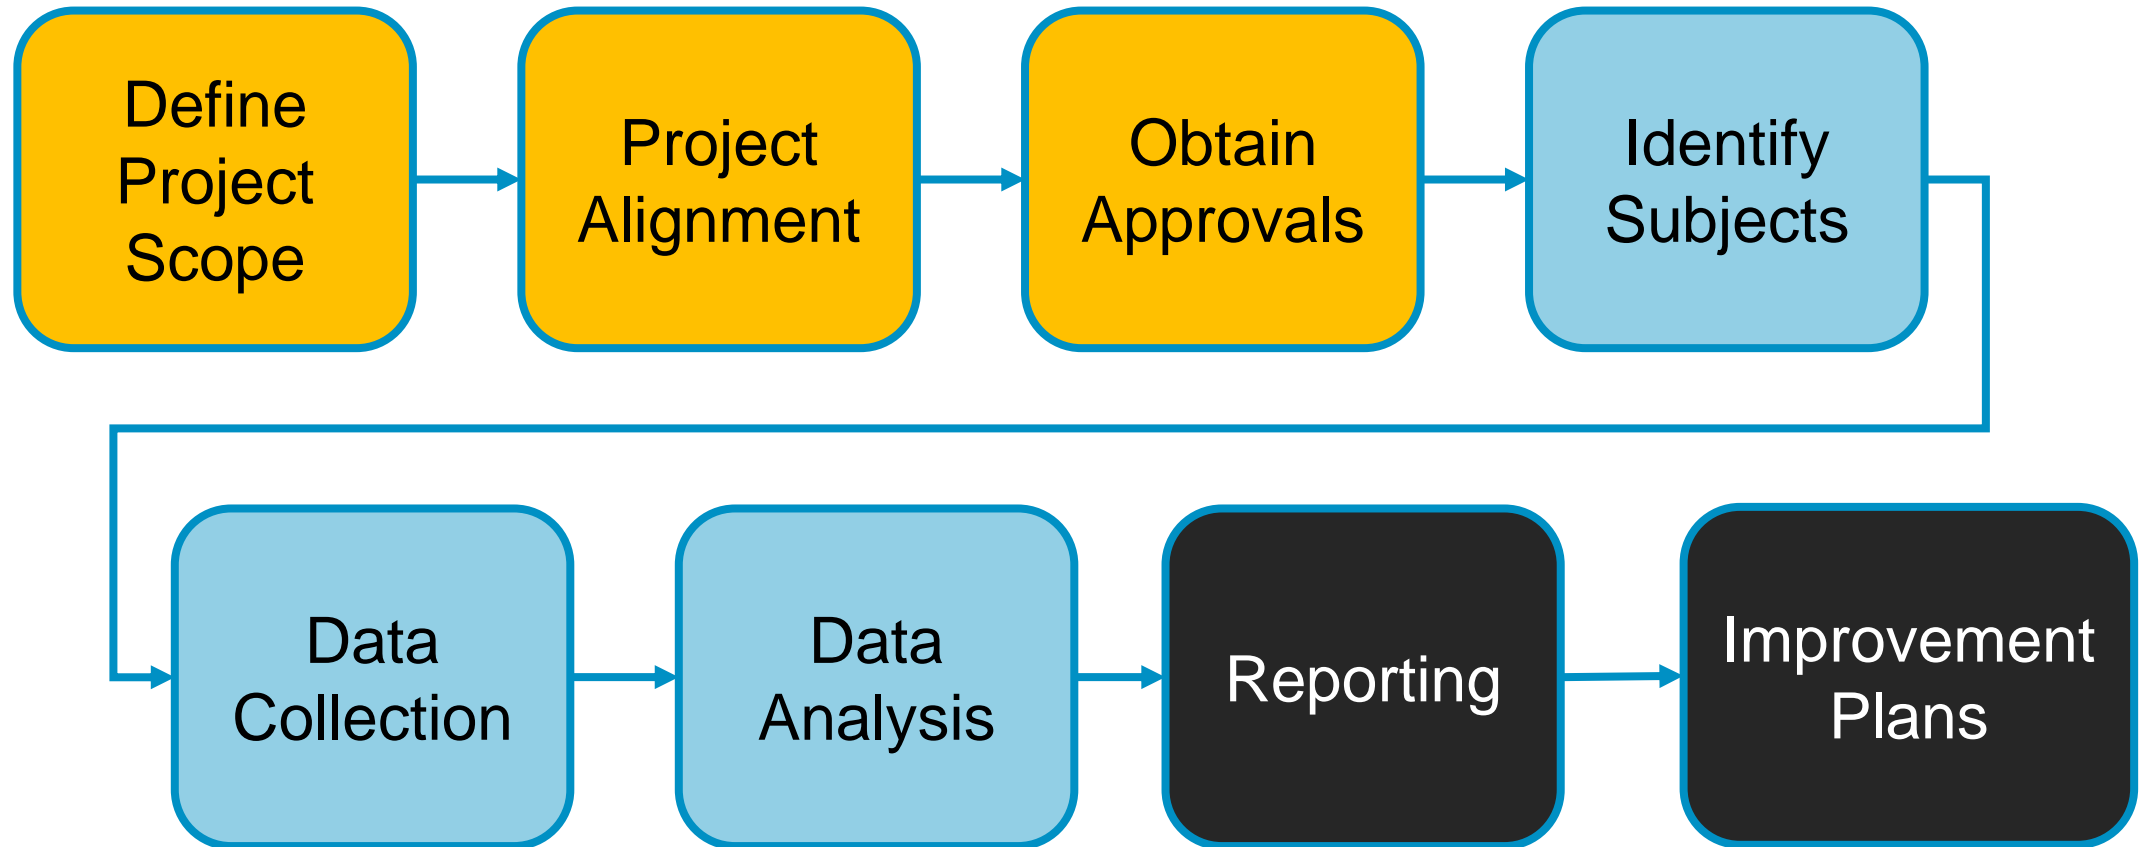 Define
Project
Scope
Project
Alignment
Obtain
Approvals
Identify
Subjects
Data
Collection
Data
Analysis
Reporting
Improvement
Plans